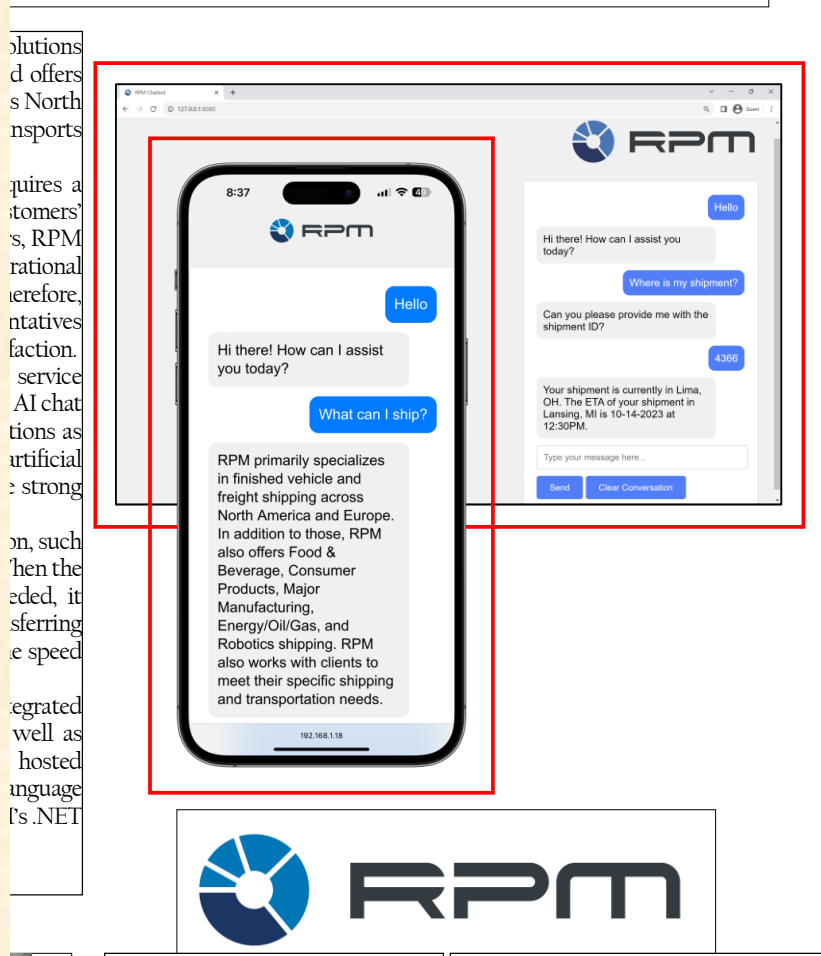 olutions
d offers
s North
nsports
quires a
stomers'
rs, RPM
rational
herefore,
ntatives
faction.
service
AI chat
tions as
artificial
e strong
on, such
When the
eded, it
sferring
e speed
tegrated
well as
hosted
anguage
I's .NET
RPM Chatbot
127.0.0.1:8080
Guest
RPM
Hello
Hi there! How can I assist you
today?
Where is my shipment?
Can you please provide me with the
shipment ID?
4366
Your shipment is currently in Lima,
OH. The ETA of your shipment in
Lansing, MI is 10-14-2023 at
12:30PM.
Type your message here...
Send Clear Conversation
8:37
RPM
Hello
Hi there! How can I assist
you today?
What can I ship?
RPM primarily specializes
in finished vehicle and
freight shipping across
North America and Europe.
In addition to those, RPM
also offers Food &
Beverage, Consumer
Products, Major
Manufacturing,
Energy/Oil/Gas, and
Robotics shipping. RPM
also works with clients to
meet their specific shipping
and transportation needs.
192.168.1.18
RPM